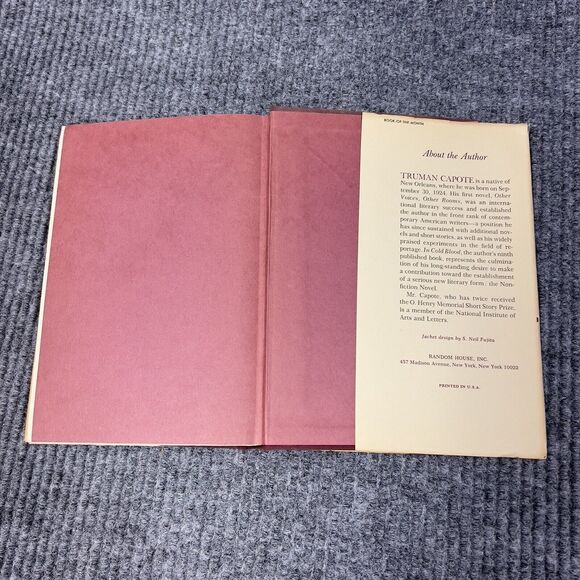 BOOK OF THE MONTH
About the Author
TRUMAN CAPOTE is a native of
New Orleans, where he was born on Sep-
tember 30, 1924. His first novel, Other
Voices, Other Rooms, was an interna-
tional literary success and established
the author in the front rank of contem-
porary American writers—a position he
has since sustained with additional nov-
els and short stories, as well as his widely
praised experiments in the field of re-
portage. In Cold Blood, the author's ninth
published book, represents the culmina-
tion of his long-standing desire to make
a contribution toward the establishment
of a serious new literary form: the Non-
fiction Novel.
Mr. Capote, who has twice received
the O. Henry Memorial Short Story Prize,
is a member of the National Institute of
Arts and Letters.
Jacket design by S. Neil Fujita
RANDOM HOUSE, INC.
457 Madison Avenue, New York, New York 10022
PRINTED IN U.S.A.